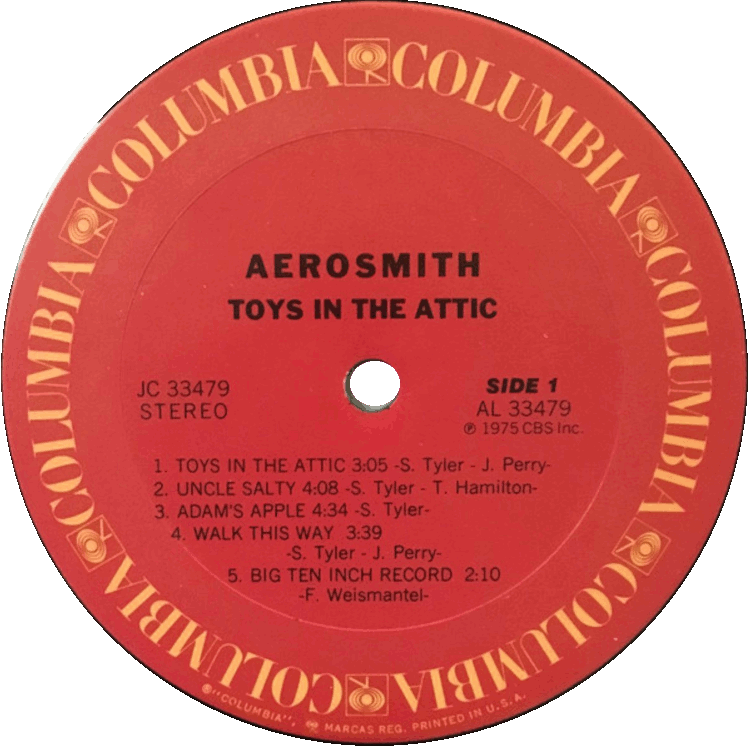 COLUMBIA COLUMBIA COLUMBIA COLUMBIA COLUMBIA COLUMBIA
AEROSMITH
TOYS IN THE ATTIC
JC 33479
STEREO
SIDE 1
AL 33479
℗ 1975 CBS Inc.
1. TOYS IN THE ATTIC 3:05 -S. Tyler - J. Perry-
2. UNCLE SALTY 4:08 -S. Tyler - T. Hamilton-
3. ADAM'S APPLE 4:34 -S. Tyler-
4. WALK THIS WAY 3:39
-S. Tyler - J. Perry-
5. BIG TEN INCH RECORD 2:10
-F. Weismantel-
®"COLUMBIA", MARCAS REG. PRINTED IN U.S.A.